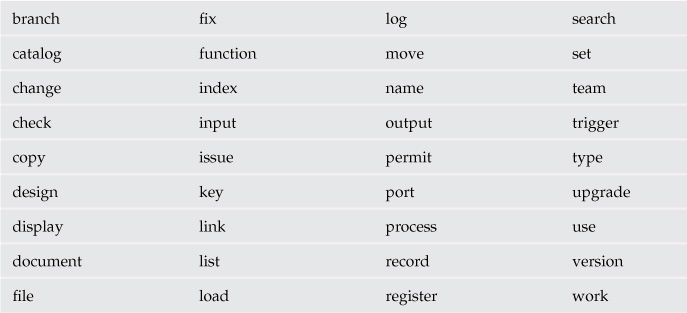 branch fix log search
catalog function move set
change index name team
check input output trigger
copy issue permit type
design key port upgrade
display link process use
document list record version
file load register work